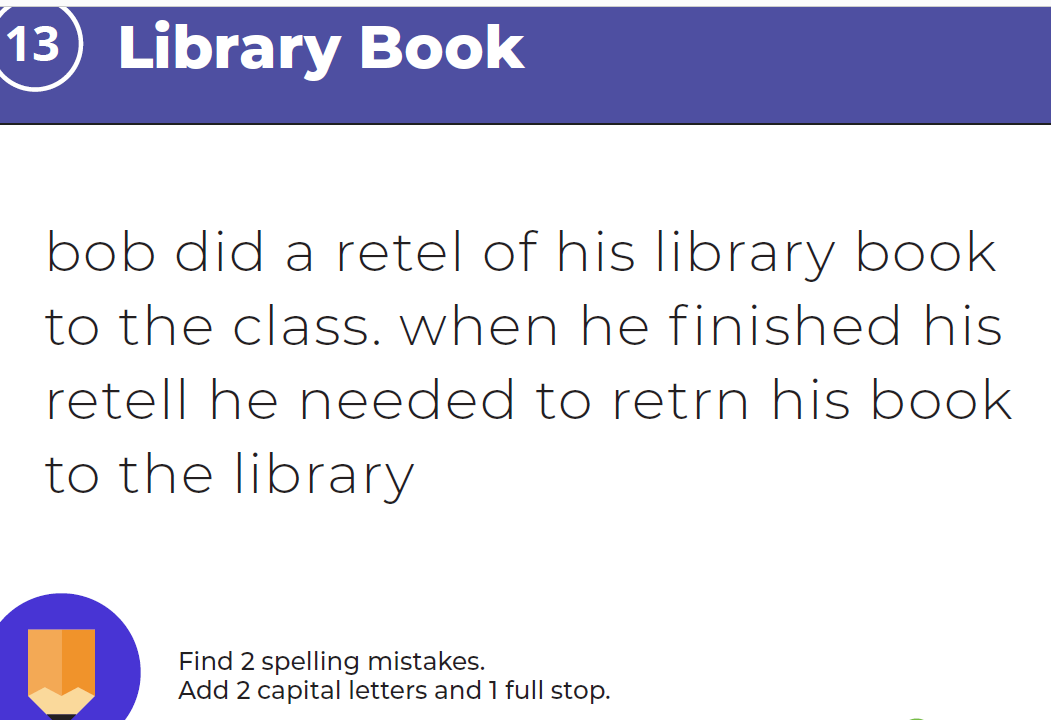 13 Library Book
bob did a retel of his library book
to the class. when he finished his
retell he needed to retrn his book
to the library
Find 2 spelling mistakes.
Add 2 capital letters and 1 full stop.